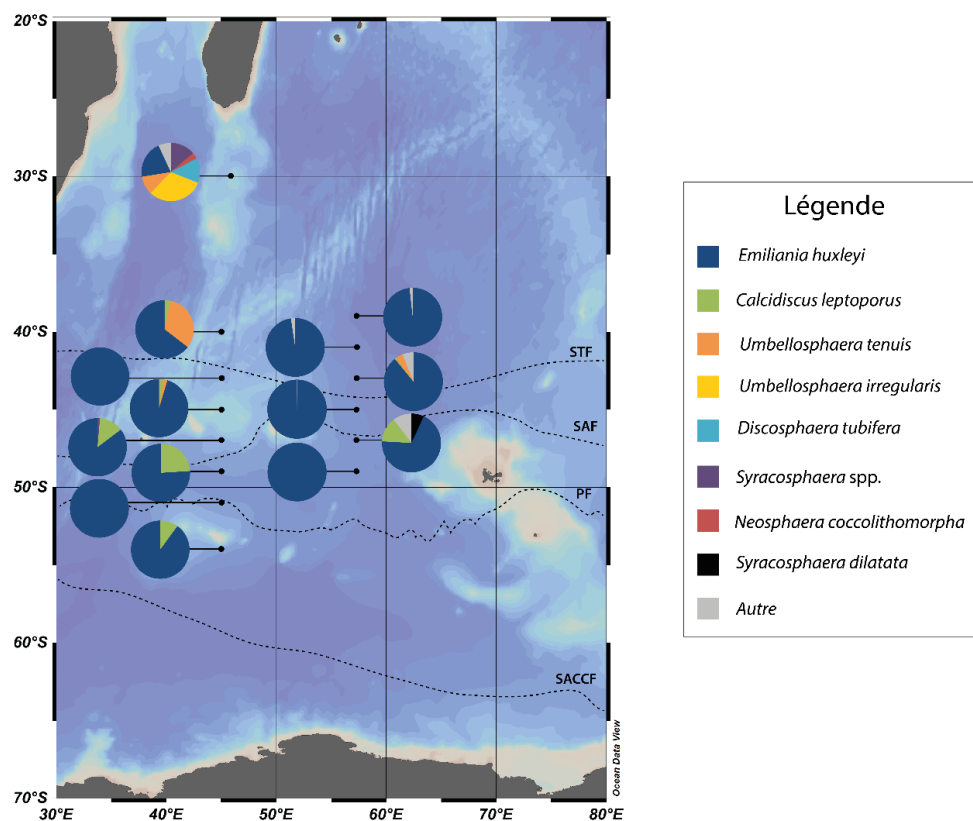 20°S
30°S
40°S
50°S
60°S
70°S
30°E
40°E
50°E
60°E
70°E
80°E
STF
SAF
PF
SACCF
Ocean Data View
Légende
Emiliania huxleyi
Calcidiscus leptoporus
Umbellosphaera tenuis
Umbellosphaera irregularis
Discosphaera tubifera
Syracosphaera spp.
Neosphaera coccolithomorpha
Syracosphaera dilatata
Autre